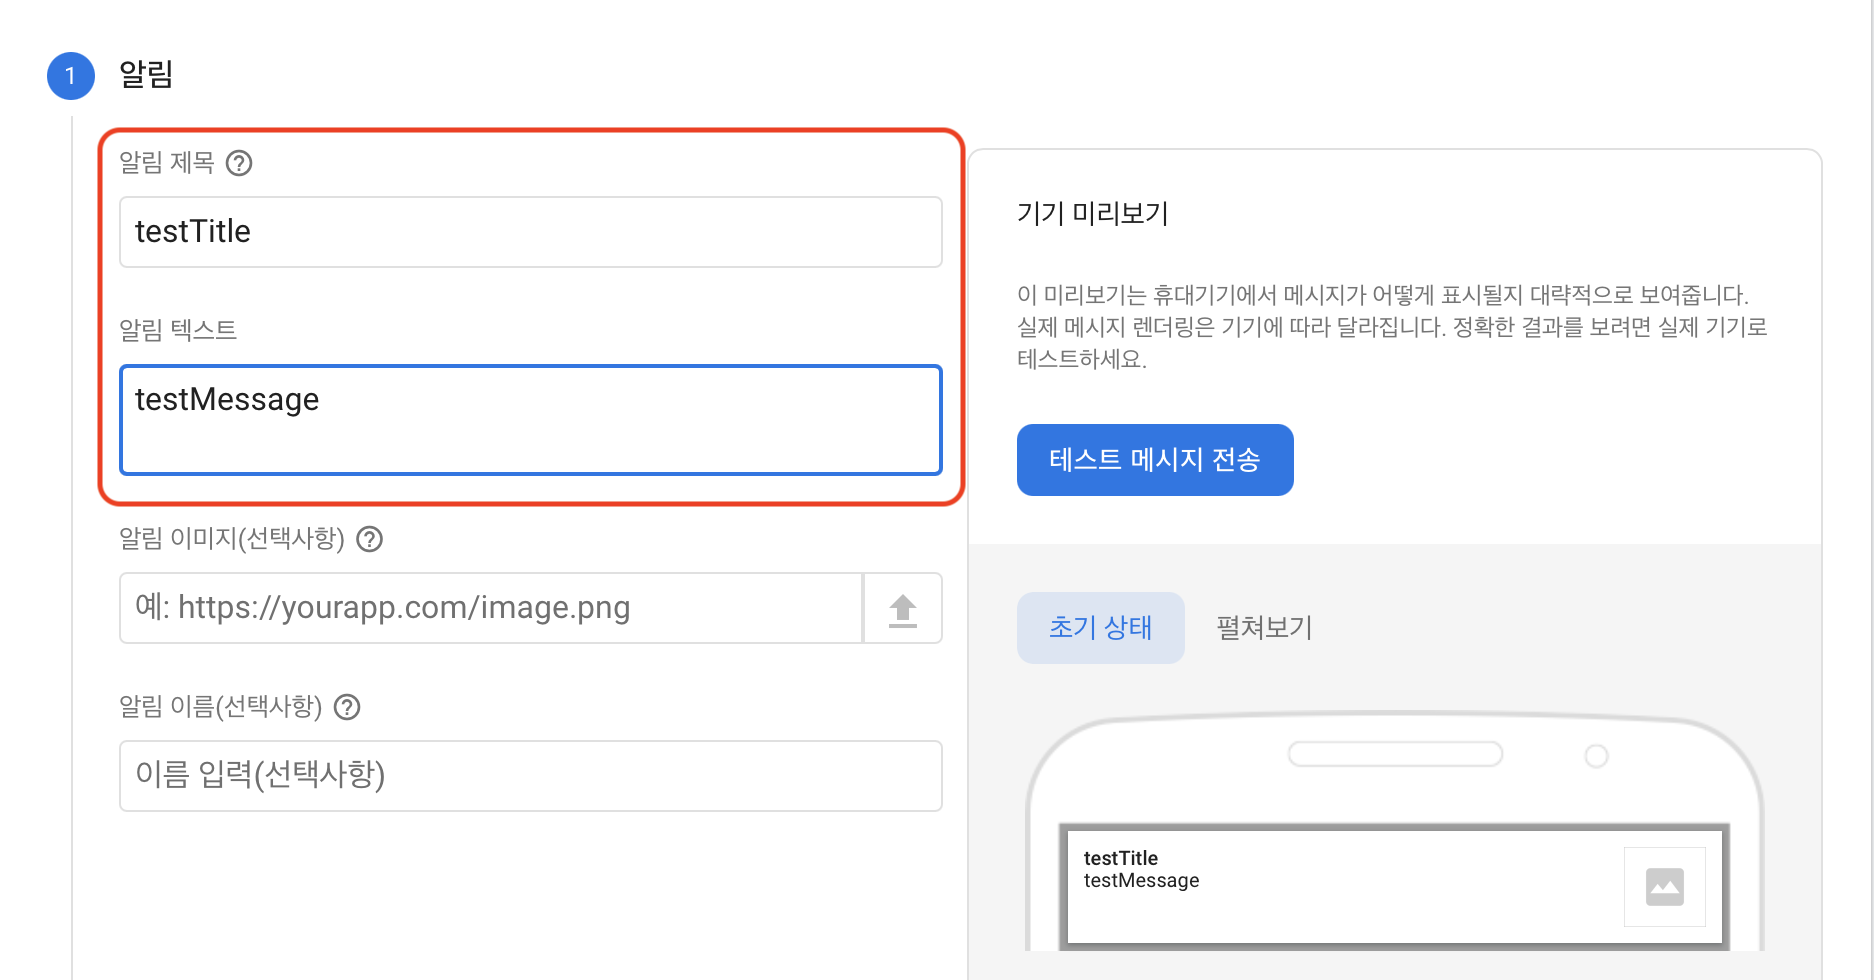 1 알림
알림 제목
testTitle
알림 텍스트
testMessage
알림 이미지(선택사항)
예: https://yourapp.com/image.png
알림 이름(선택사항)
이름 입력(선택사항)
기기 미리보기
이 미리보기는 휴대기기에서 메시지가 어떻게 표시될지 대략적으로 보여줍니다.
실제 메시지 렌더링은 기기에 따라 달라집니다. 정확한 결과를 보려면 실제 기기로
테스트하세요.
테스트 메시지 전송
초기 상태 펼쳐보기
testTitle
testMessage